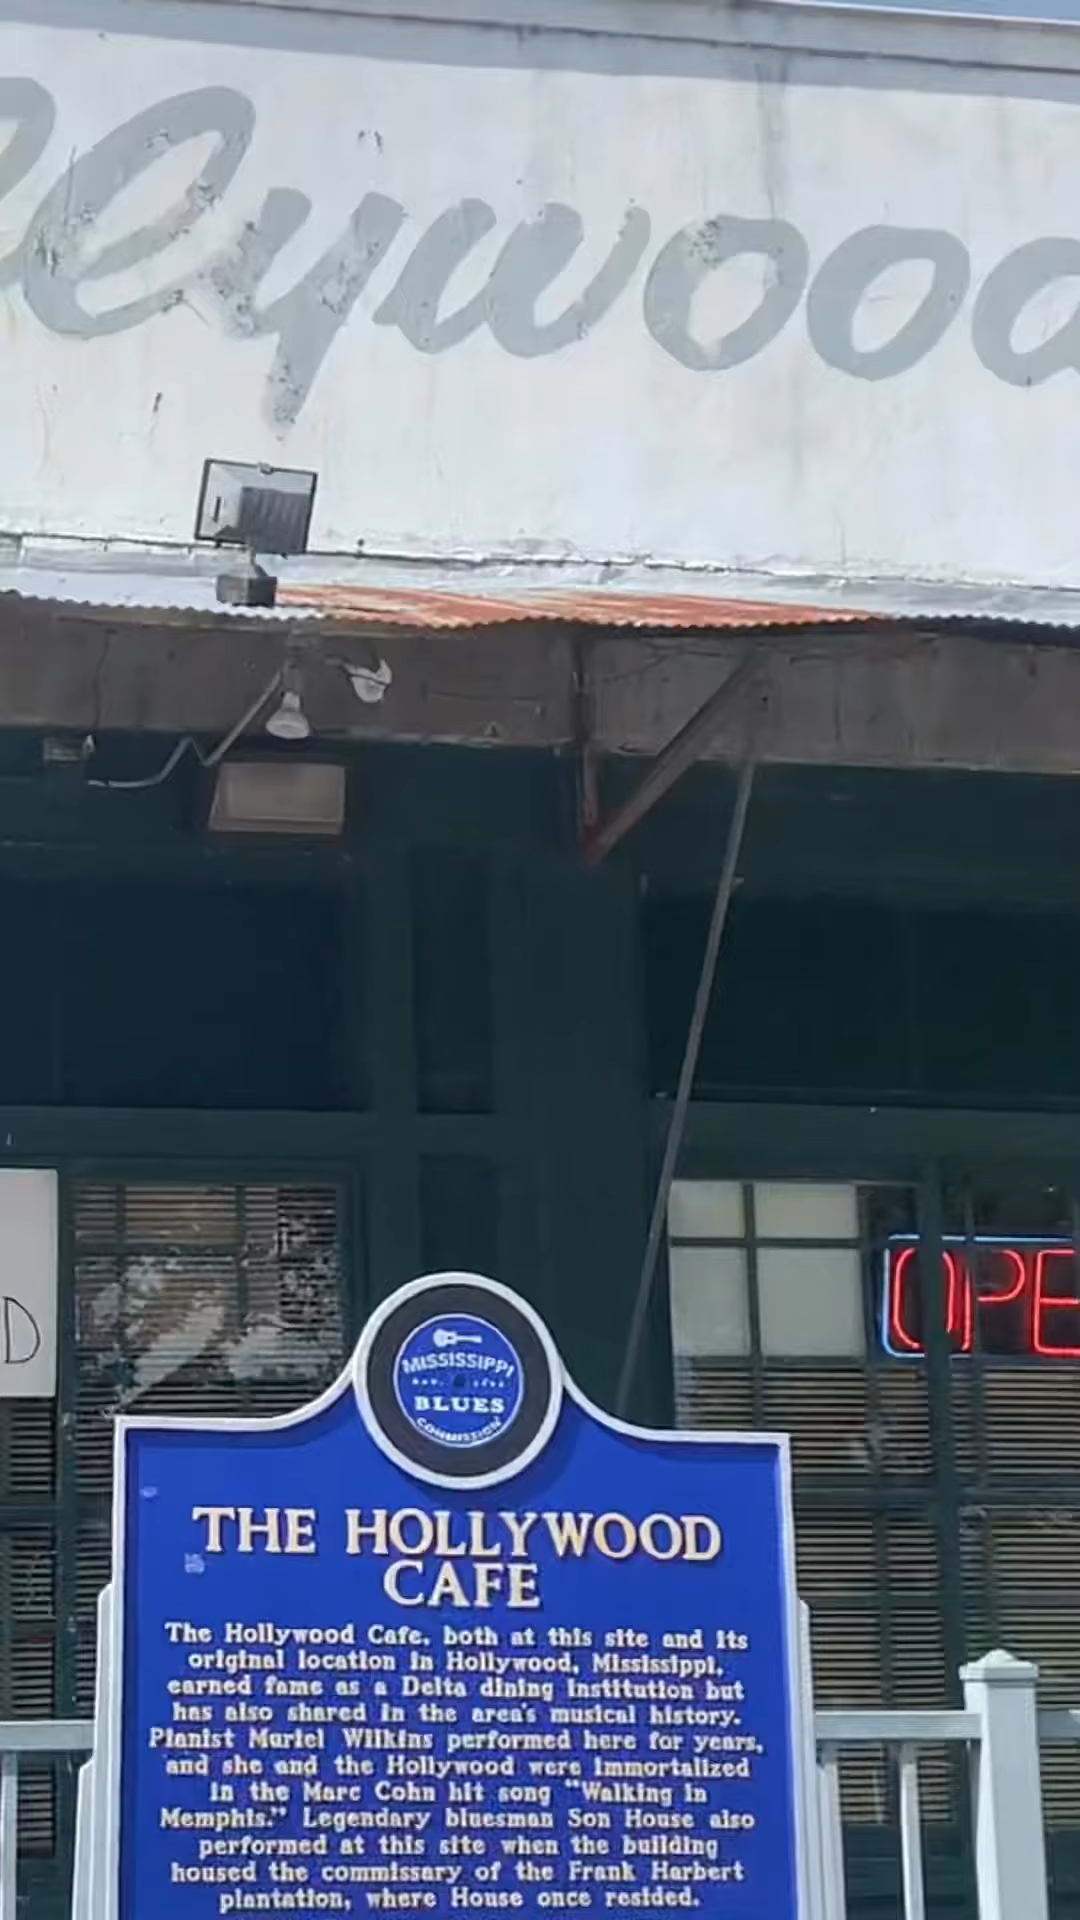 llywood
D
OPE
MISSISSIPPI
BLUES
COMMISSION
THE HOLLYWOOD
CAFE
The Hollywood Cafe, both at this site and its
original location in Hollywood, Mississippi,
earned fame as a Delta dining institution but
has also shared in the area's musical history.
Pianist Muriel Wilkins performed here for years,
and she and the Hollywood were immortalized
in the Marc Cohn hit song "Walking in
Memphis." Legendary bluesman Son House also
performed at this site when the building
housed the commissary of the Frank Harbert
plantation, where House once resided.